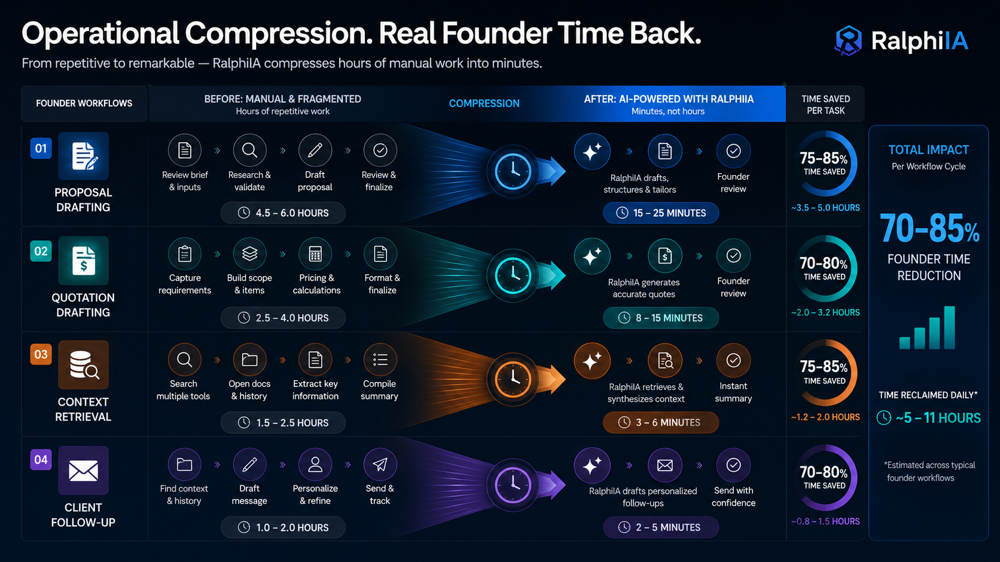 Operational Compression. Real Founder Time Back.
From repetitive to remarkable — RalphiIA compresses hours of manual work into minutes.
RalphiIA
FOUNDER WORKFLOWS
BEFORE: MANUAL & FRAGMENTED
Hours of repetitive work
COMPRESSION
AFTER: AI-POWERED WITH RALPHIIA
Minutes, not hours
TIME SAVED
PER TASK
01
PROPOSAL
DRAFTING
Review brief
& inputs
Research &
validate
Draft
proposal
Review &
finalize
4.5 – 6.0 HOURS
RalphiIA drafts,
structures & tailors
Founder
review
15 – 25 MINUTES
75–85%
TIME SAVED
~3.5 – 5.0 HOURS
02
QUOTATION
DRAFTING
Capture
requirements
Build scope
& items
Pricing &
calculations
Format &
finalize
2.5 – 4.0 HOURS
RalphiIA generates
accurate quotes
Founder
review
8 – 15 MINUTES
70–80%
TIME SAVED
~2.0 – 3.2 HOURS
03
CONTEXT
RETRIEVAL
Search
multiple tools
Open docs
& history
Extract key
information
Compile
summary
1.5 – 2.5 HOURS
RalphiIA retrieves &
synthesizes context
Instant
summary
3 – 6 MINUTES
75–85%
TIME SAVED
~1.2 – 2.0 HOURS
04
CLIENT
FOLLOW-UP
Find context
& history
Draft
message
Personalize
& refine
Send &
track
1.0 – 2.0 HOURS
RalphiIA drafts personalized
follow-ups
Send with
confidence
2 – 5 MINUTES
70–80%
TIME SAVED
~0.8 – 1.5 HOURS
TOTAL IMPACT
Per Workflow Cycle
70–85%
FOUNDER TIME
REDUCTION
TIME RECLAIMED DAILY*
~5 – 11 HOURS
*Estimated across typical
founder workflows